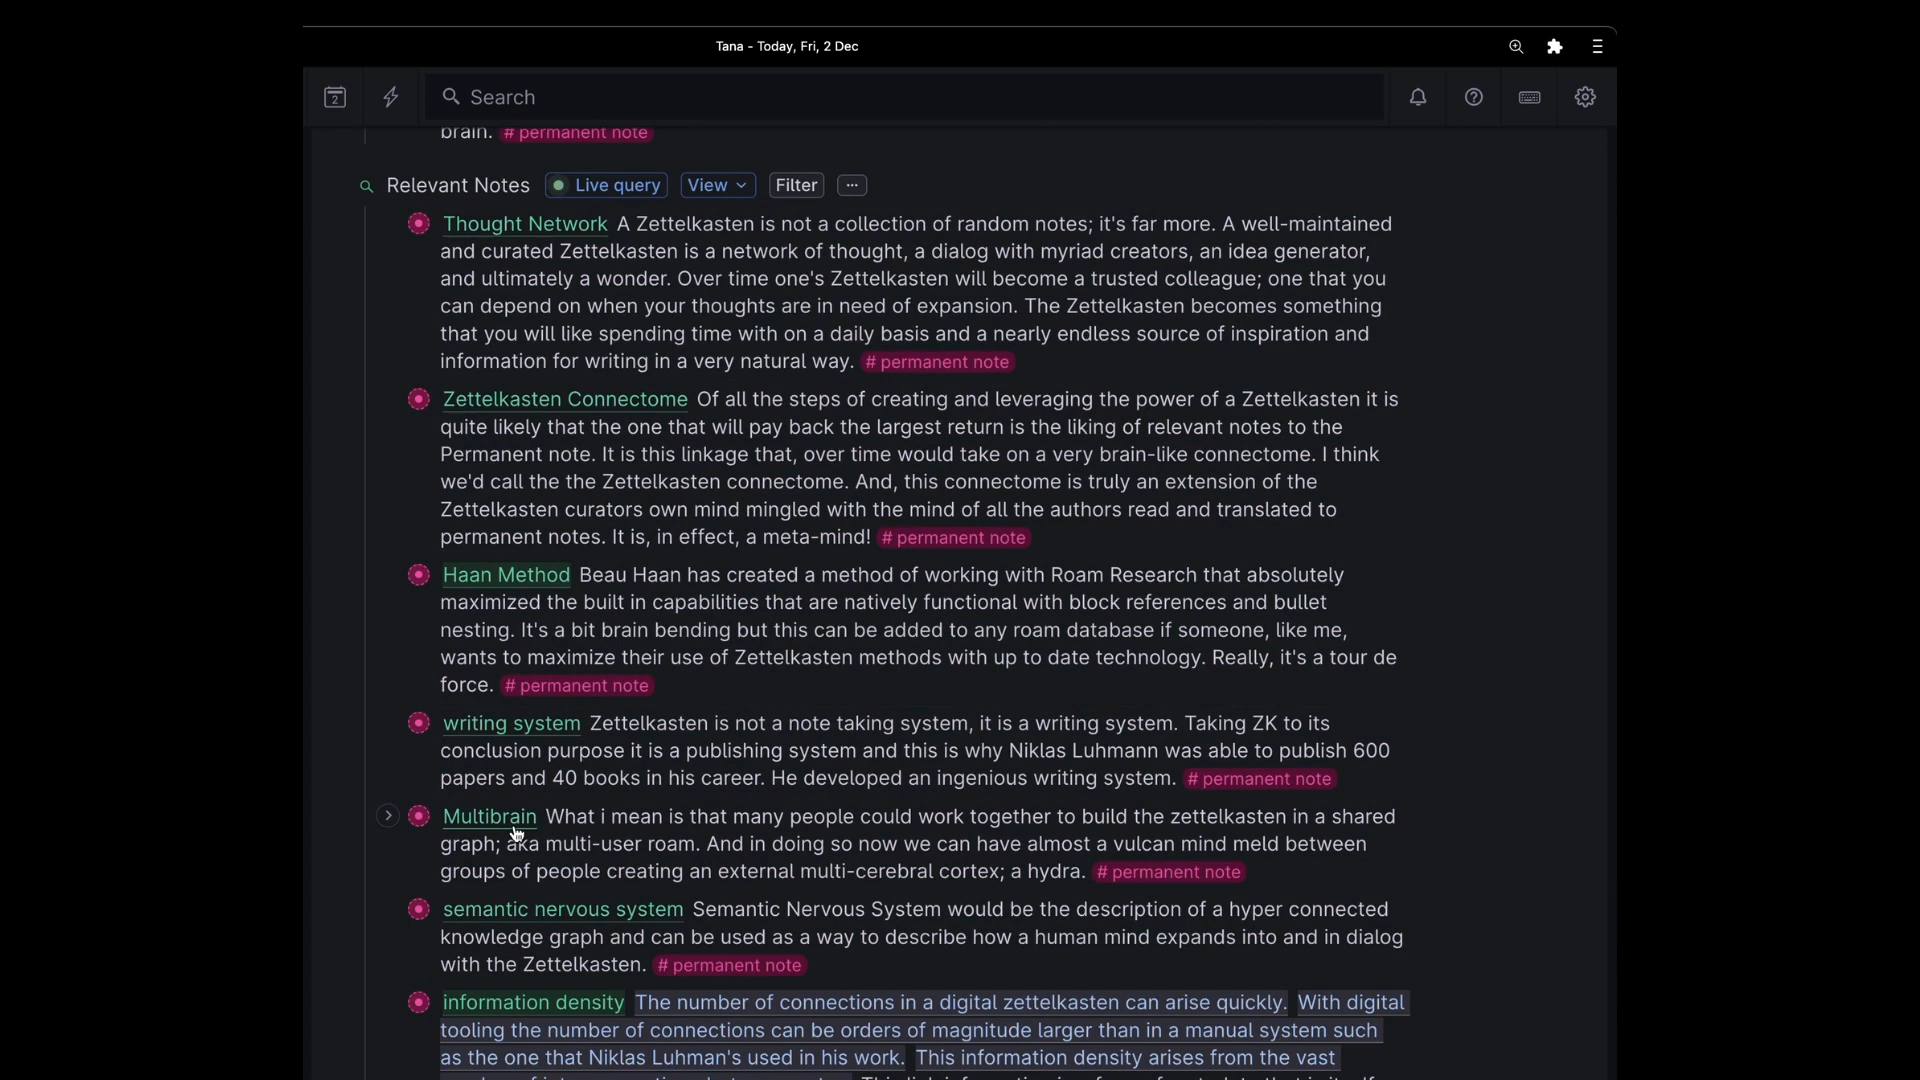 Tana - Today, Fri, 2 Dec
2
Search
brain. # permanent note
Relevant Notes Live query View Filter ...
Thought Network A Zettelkasten is not a collection of random notes; it's far more. A well-maintained
and curated Zettelkasten is a network of thought, a dialog with myriad creators, an idea generator,
and ultimately a wonder. Over time one's Zettelkasten will become a trusted colleague; one that you
can depend on when your thoughts are in need of expansion. The Zettelkasten becomes something
that you will like spending time with on a daily basis and a nearly endless source of inspiration and
information for writing in a very natural way. # permanent note
Zettelkasten Connectome Of all the steps of creating and leveraging the power of a Zettelkasten it is
quite likely that the one that will pay back the largest return is the liking of relevant notes to the
Permanent note. It is this linkage that, over time would take on a very brain-like connectome. I think
we'd call the the Zettelkasten connectome. And, this connectome is truly an extension of the
Zettelkasten curators own mind mingled with the mind of all the authors read and translated to
permanent notes. It is, in effect, a meta-mind! # permanent note
Haan Method Beau Haan has created a method of working with Roam Research that absolutely
maximized the built in capabilities that are natively functional with block references and bullet
nesting. It's a bit brain bending but this can be added to any roam database if someone, like me,
wants to maximize their use of Zettelkasten methods with up to date technology. Really, it's a tour de
force. # permanent note
writing system Zettelkasten is not a note taking system, it is a writing system. Taking ZK to its
conclusion purpose it is a publishing system and this is why Niklas Luhmann was able to publish 600
papers and 40 books in his career. He developed an ingenious writing system. # permanent note
Multibrain What i mean is that many people could work together to build the zettelkasten in a shared
graph; aka multi-user roam. And in doing so now we can have almost a vulcan mind meld between
groups of people creating an external multi-cerebral cortex; a hydra. # permanent note
semantic nervous system Semantic Nervous System would be the description of a hyper connected
knowledge graph and can be used as a way to describe how a human mind expands into and in dialog
with the Zettelkasten. # permanent note
information density The number of connections in a digital zettelkasten can arise quickly. With digital
tooling the number of connections can be orders of magnitude larger than in a manual system such
as the one that Niklas Luhman's used in his work. This information density arises from the vast